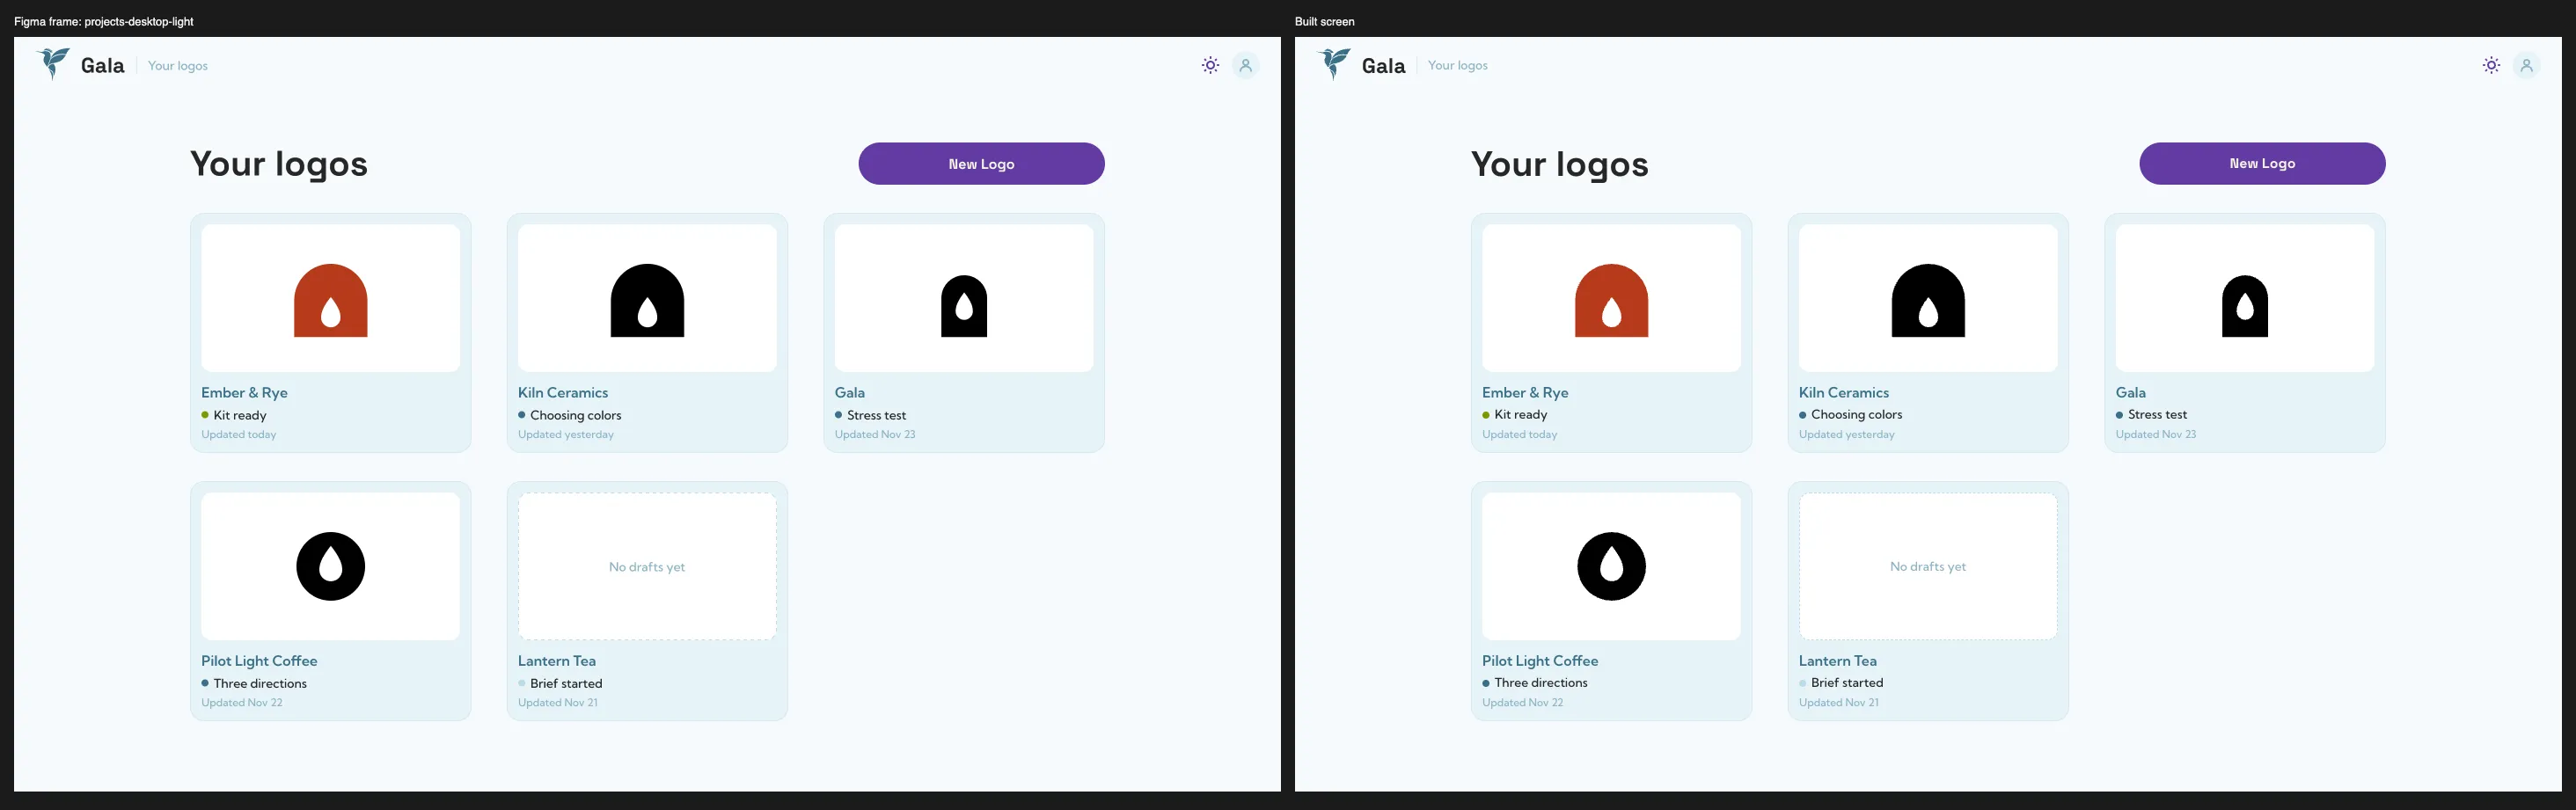 Figma frame: projects-desktop-light
Gala
Your logos
Your logos
New Logo
Ember & Rye
Kit ready
Updated today
Kiln Ceramics
Choosing colors
Updated yesterday
Gala
Stress test
Updated Nov 23
Pilot Light Coffee
Three directions
Updated Nov 22
No drafts yet
Lantern Tea
Brief started
Updated Nov 21
Built screen
Gala
Your logos
Your logos
New Logo
Ember & Rye
Kit ready
Updated today
Kiln Ceramics
Choosing colors
Updated yesterday
Gala
Stress test
Updated Nov 23
Pilot Light Coffee
Three directions
Updated Nov 22
No drafts yet
Lantern Tea
Brief started
Updated Nov 21